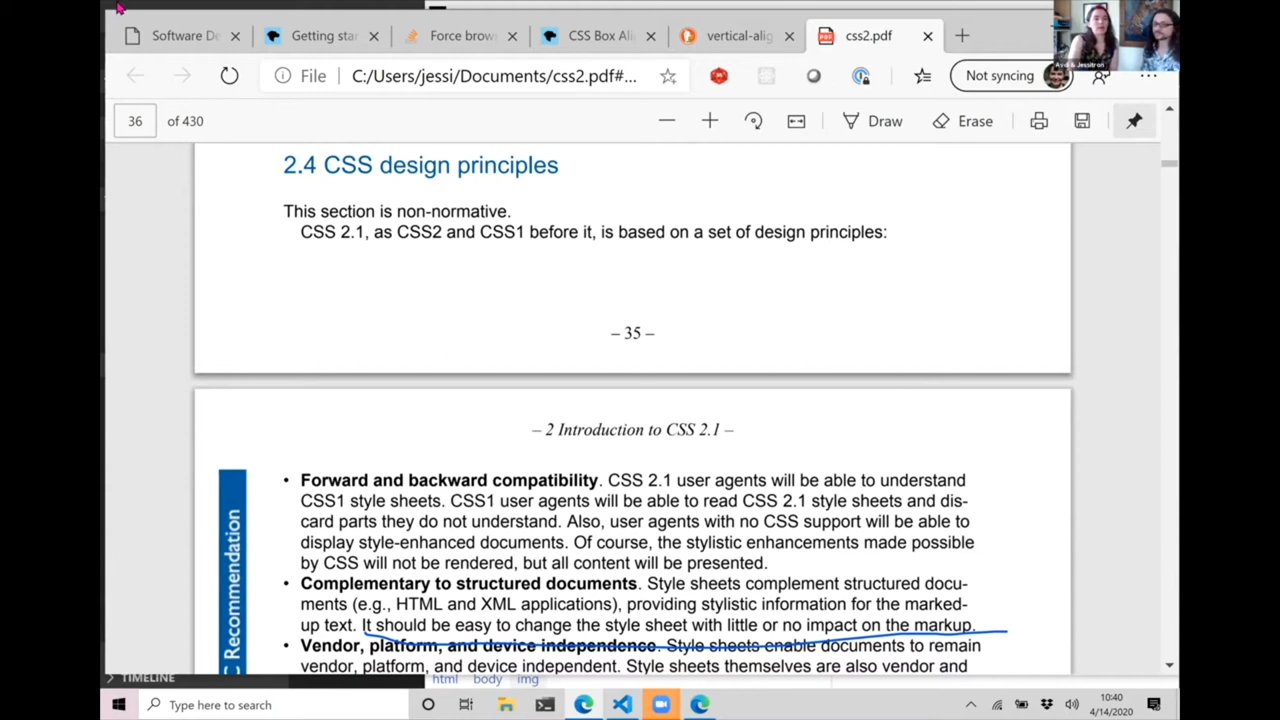 Software De
Getting star
Force brow
CSS Box Ali
vertical-alig
css2.pdf
File
C:/Users/jessi/Documents/css2.pdf#...
Not syncing
Avdi & Jessitron
36 of 430
Draw
Erase
2.4 CSS design principles
This section is non-normative.
CSS 2.1, as CSS2 and CSS1 before it, is based on a set of design principles:
– 35 –
– 2 Introduction to CSS 2.1 –
C Recommendation
• Forward and backward compatibility. CSS 2.1 user agents will be able to understand
CSS1 style sheets. CSS1 user agents will be able to read CSS 2.1 style sheets and dis-
card parts they do not understand. Also, user agents with no CSS support will be able to
display style-enhanced documents. Of course, the stylistic enhancements made possible
by CSS will not be rendered, but all content will be presented.
• Complementary to structured documents. Style sheets complement structured docu-
ments (e.g., HTML and XML applications), providing stylistic information for the marked-
up text. It should be easy to change the style sheet with little or no impact on the markup.
• Vendor, platform, and device independence. Style sheets enable documents to remain
vendor, platform, and device independent. Style sheets themselves are also vendor and
TIMELINE
html body img
Type here to search
10:40
4/14/2020